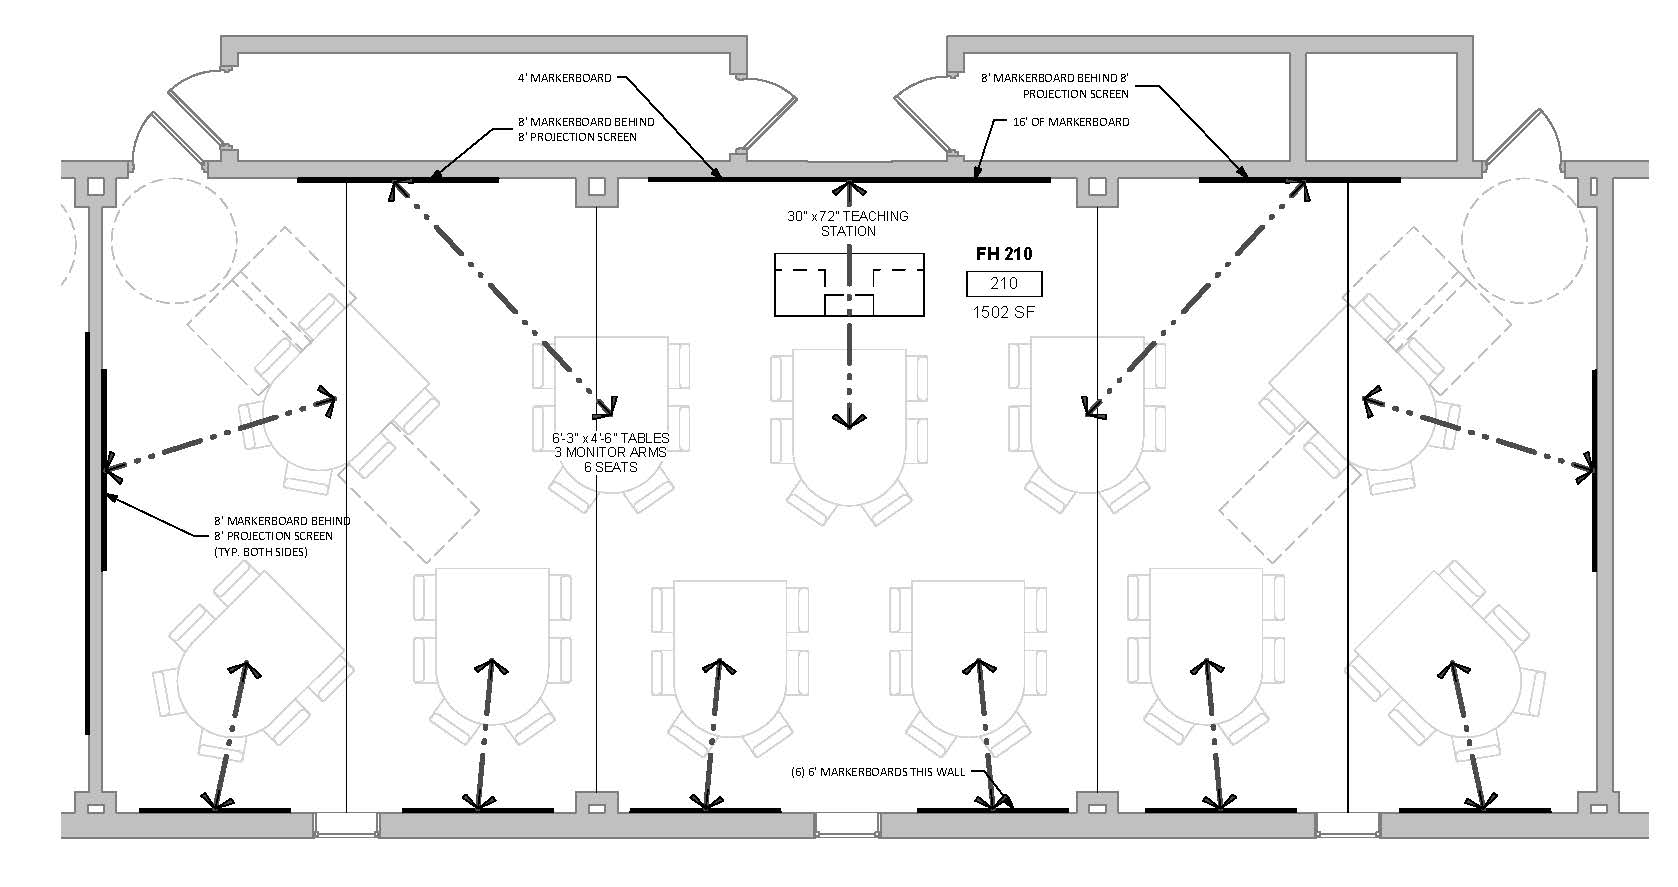 4' MARKERBOARD
8' MARKERBOARD BEHIND
8' PROJECTION SCREEN
8' MARKERBOARD BEHIND 8'
PROJECTION SCREEN
16' OF MARKERBOARD
30" x 72" TEACHING
STATION
FH 210
210
1502 SF
6'-3" x 4'-6" TABLES
3 MONITOR ARMS
6 SEATS
8' MARKERBOARD BEHIND
8' PROJECTION SCREEN
(TYP. BOTH SIDES)
(6) 6' MARKERBOARDS THIS WALL